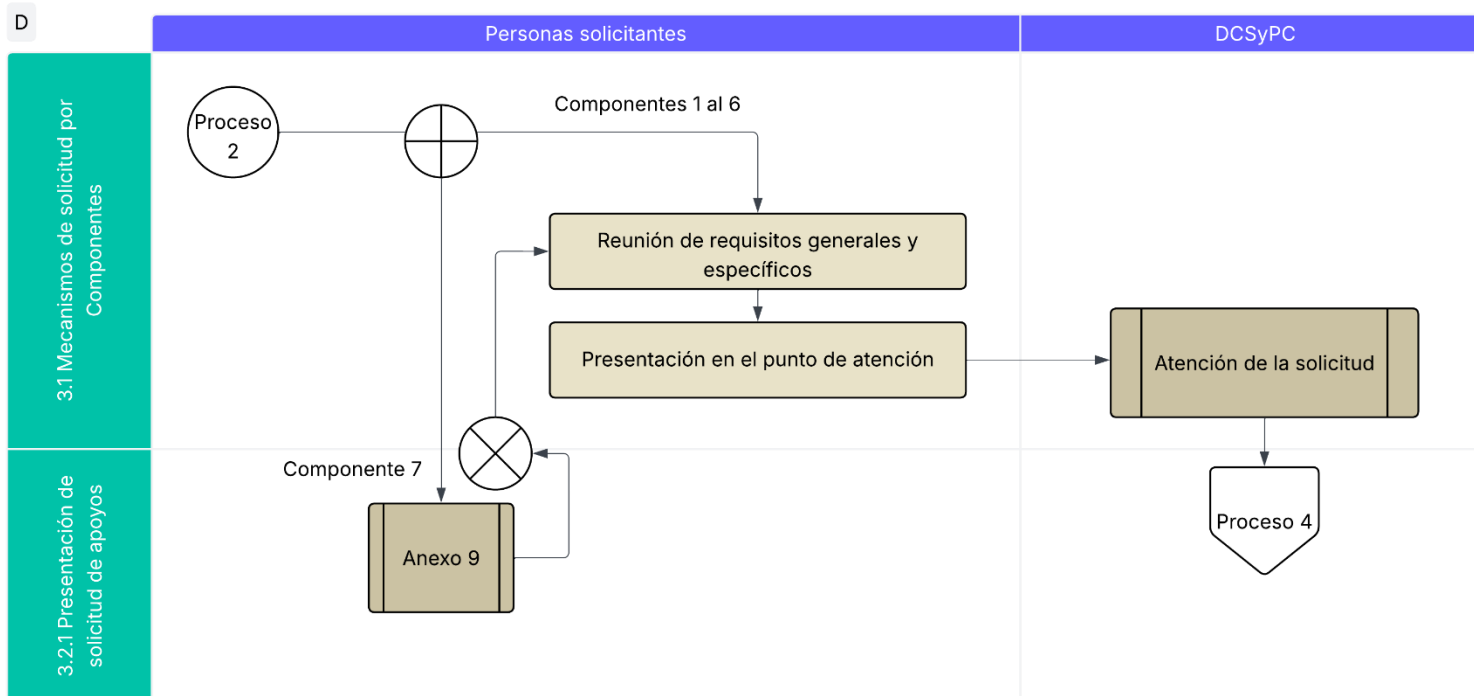 D
Personas solicitantes
DCSyPC
3.1 Mecanismos de solicitud por
Componentes
Proceso
2
Componentes 1 al 6
Reunión de requisitos generales y
específicos
Presentación en el punto de atención
Atención de la solicitud
3.2.1 Presentación de
solicitud de apoyos
Componente 7
Anexo 9
Proceso 4